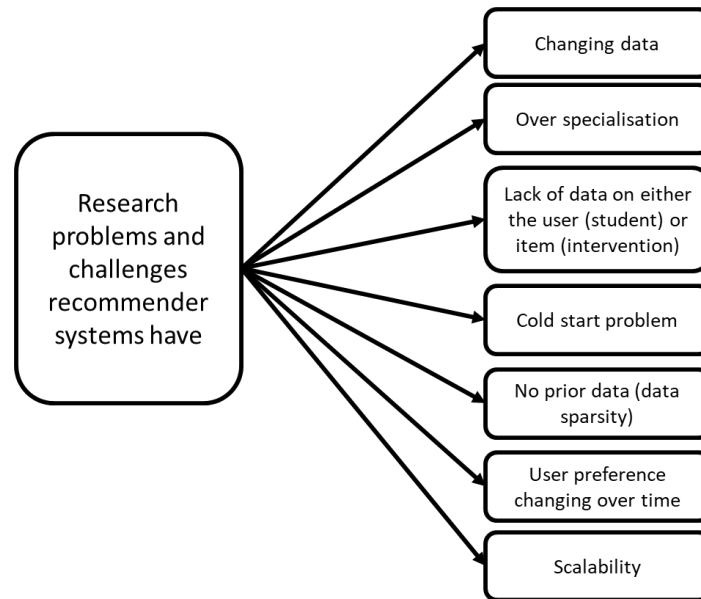 Research
problems and
challenges
recommender
systems have
Changing data
Over specialisation
Lack of data on either
the user (student) or
item (intervention)
Cold start problem
No prior data (data
sparsity)
User preference
changing over time
Scalability